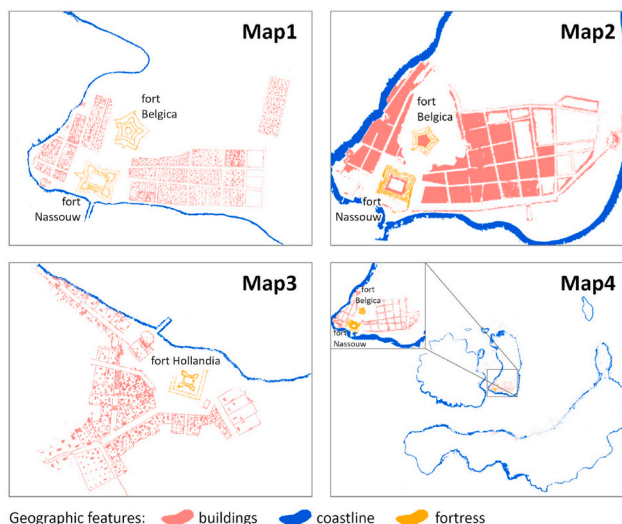 Map1
fort
Belgica
fort
Nassouw
Map2
fort
Belgica
fort
Nassouw
Map3
fort Hollandia
Map4
fort
Belgica
fort
Nassouw
Geographic features: buildings coastline fortress